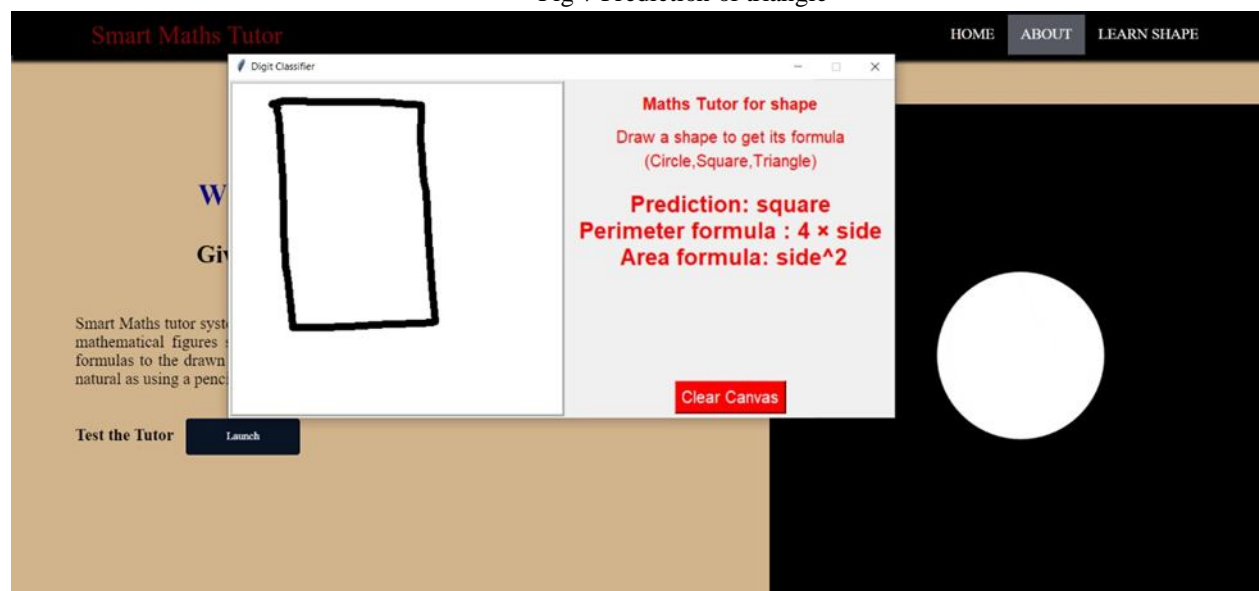 Smart Maths Tutor
HOME ABOUT LEARN SHAPE
Digit Classifier
Maths Tutor for shape
Draw a shape to get its formula
(Circle,Square,Triangle)
Prediction: square
Perimeter formula : 4 × side
Area formula: side^2
Clear Canvas
W
Giv
Smart Maths tutor syst
mathematical figures
formulas to the drawn
natural as using a penc
Test the Tutor Launch